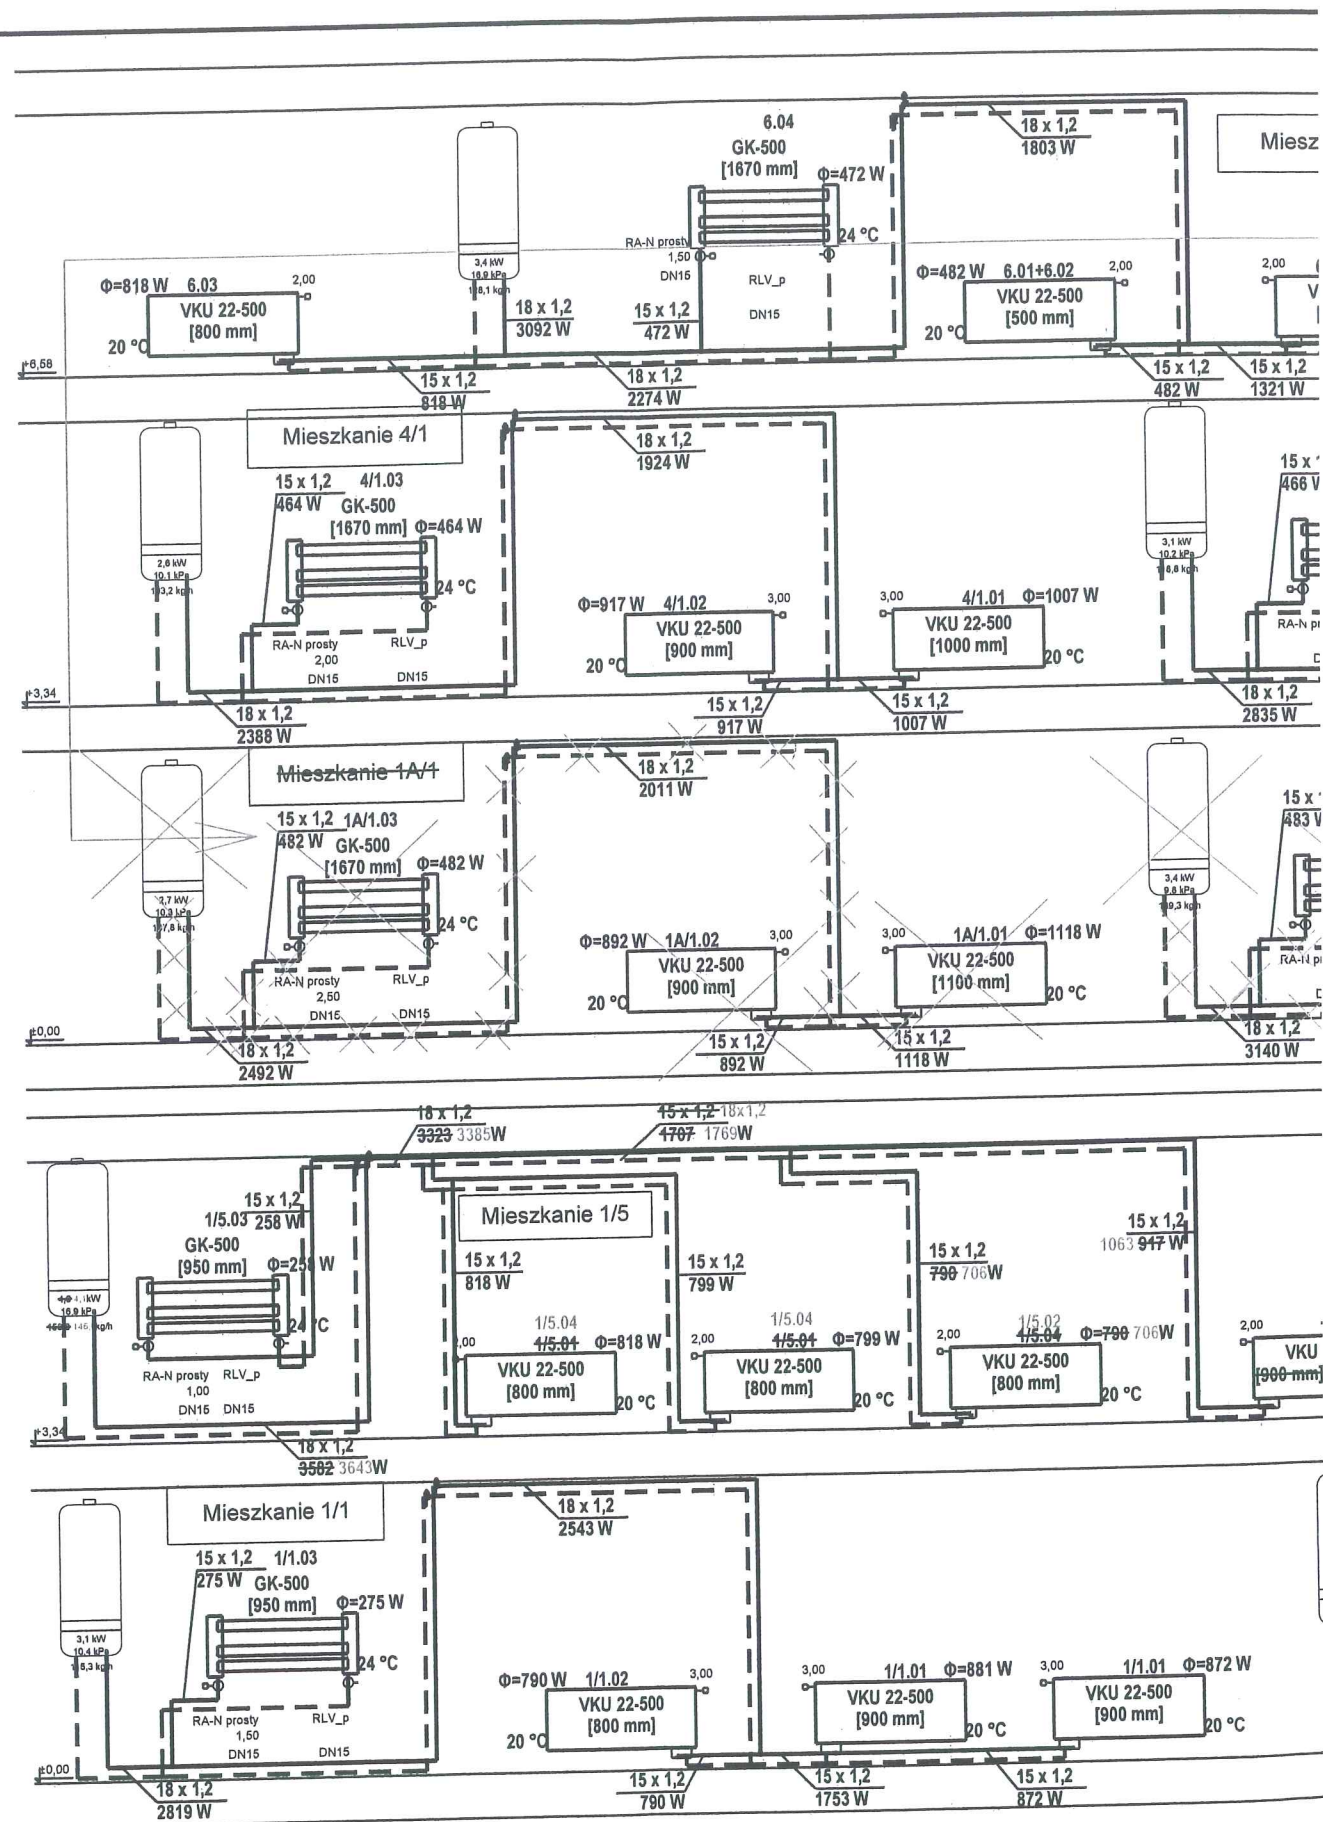 18 x 1,2
1803 W
Miesz
6.04
GK-500
[1670 mm]
Φ=472 W
24 °C
RA-N prosty
1,50
DN15
RLV_p
DN15
3,4 kW
16,9 kPa
Φ=818 W 6.03
2,00
VKU 22-500
[800 mm]
20 °C
18 x 1,2
3092 W
15 x 1,2
472 W
Φ=482 W 6.01+6.02
2,00
VKU 22-500
[500 mm]
20 °C
2,00
+6,58
15 x 1,2
818 W
18 x 1,2
2274 W
15 x 1,2
482 W
15 x 1,2
1321 W
Mieszkanie 4/1
15 x 1,2 4/1.03
464 W
GK-500
[1670 mm] Φ=464 W
24 °C
2,6 kW
10,1 kPa
RA-N prosty
2,00
RLV_p
DN15
DN15
18 x 1,2
1924 W
Φ=917 W 4/1.02
3,00
VKU 22-500
[900 mm]
20 °C
3,00
4/1.01 Φ=1007 W
VKU 22-500
[1000 mm]
20 °C
3,1 kW
10,2 kPa
15 x
466 W
RA-N pr
+3,34
18 x 1,2
2388 W
15 x 1,2
917 W
15 x 1,2
1007 W
18 x 1,2
2835 W
Mieszkanie 1A/1
15 x 1,2 1A/1.03
482 W
GK-500
[1670 mm] Φ=482 W
24 °C
2,7 kW
10,3 kPa
RA-N prosty
2,50
RLV_p
DN15
DN15
18 x 1,2
2011 W
Φ=892 W 1A/1.02
3,00
VKU 22-500
[900 mm]
20 °C
3,00
1A/1.01 Φ=1118 W
VKU 22-500
[1100 mm]
20 °C
3,4 kW
9,8 kPa
15 x
483 W
RA-N pr
±0,00
18 x 1,2
2492 W
15 x 1,2
892 W
15 x 1,2
1118 W
18 x 1,2
3140 W
18 x 1,2
3323 3385W
15 x 1,2 18x1,2
1707 1769W
15 x 1,2
1/5.03 258 W
GK-500
[950 mm] Φ=258 W
24 °C
16,9 kPa
RA-N prosty
RLV_p
1,00
DN15
DN15
Mieszkanie 1/5
15 x 1,2
818 W
15 x 1,2
799 W
15 x 1,2
790 706W
15 x 1,2
1063 917 W
1/5.04
1/5.01 Φ=818 W
VKU 22-500
[800 mm]
20 °C
1/5.04
2,00
1/5.01 Φ=799 W
VKU 22-500
[800 mm]
20 °C
1/5.02
2,00
1/5.04 Φ=790 706W
VKU 22-500
[800 mm]
20 °C
2,00
VKU
[900 mm]
+3,34
18 x 1,2
3582 3643W
Mieszkanie 1/1
15 x 1,2 1/1.03
275 W
GK-500
[950 mm] Φ=275 W
24 °C
3,1 kW
10,4 kPa
RA-N prosty
1,50
RLV_p
DN15
DN15
18 x 1,2
2543 W
Φ=790 W 1/1.02
3,00
VKU 22-500
[800 mm]
20 °C
3,00
1/1.01 Φ=881 W
VKU 22-500
[900 mm]
20 °C
3,00
1/1.01 Φ=872 W
VKU 22-500
[900 mm]
20 °C
±0,00
18 x 1,2
2819 W
15 x 1,2
790 W
15 x 1,2
1753 W
15 x 1,2
872 W